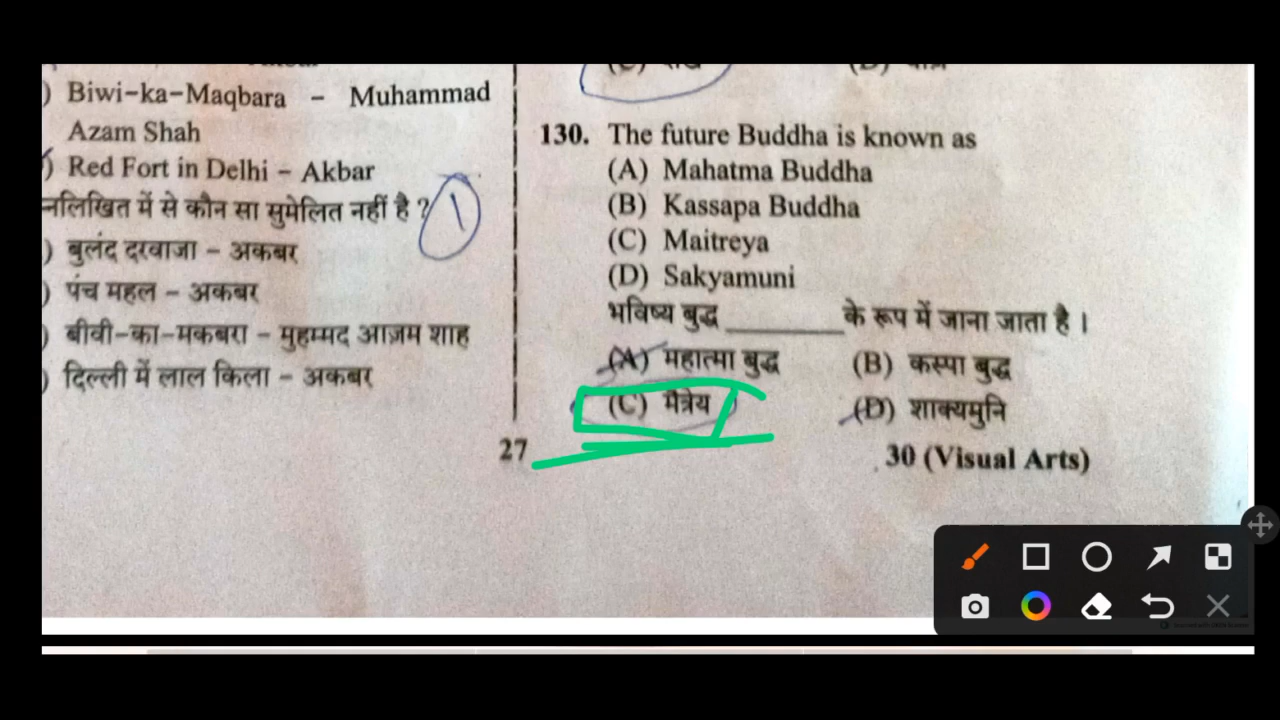 ) Biwi-ka-Maqbara – Muhammad
Azam Shah
) Red Fort in Delhi – Akbar
नलिखित में से कौन सा सुमेलित नहीं है ?
) बुलंद दरवाजा – अकबर
) पंच महल – अकबर
) बीवी-का-मकबरा – मुहम्मद आज़म शाह
) दिल्ली में लाल किला – अकबर
27
130. The future Buddha is known as
(A) Mahatma Buddha
(B) Kassapa Buddha
(C) Maitreya
(D) Sakyamuni
भविष्य बुद्ध ________ के रूप में जाना जाता है ।
(A) महात्मा बुद्ध (B) कस्पा बुद्ध
(C) मैत्रेय (D) शाक्यमुनि
30 (Visual Arts)